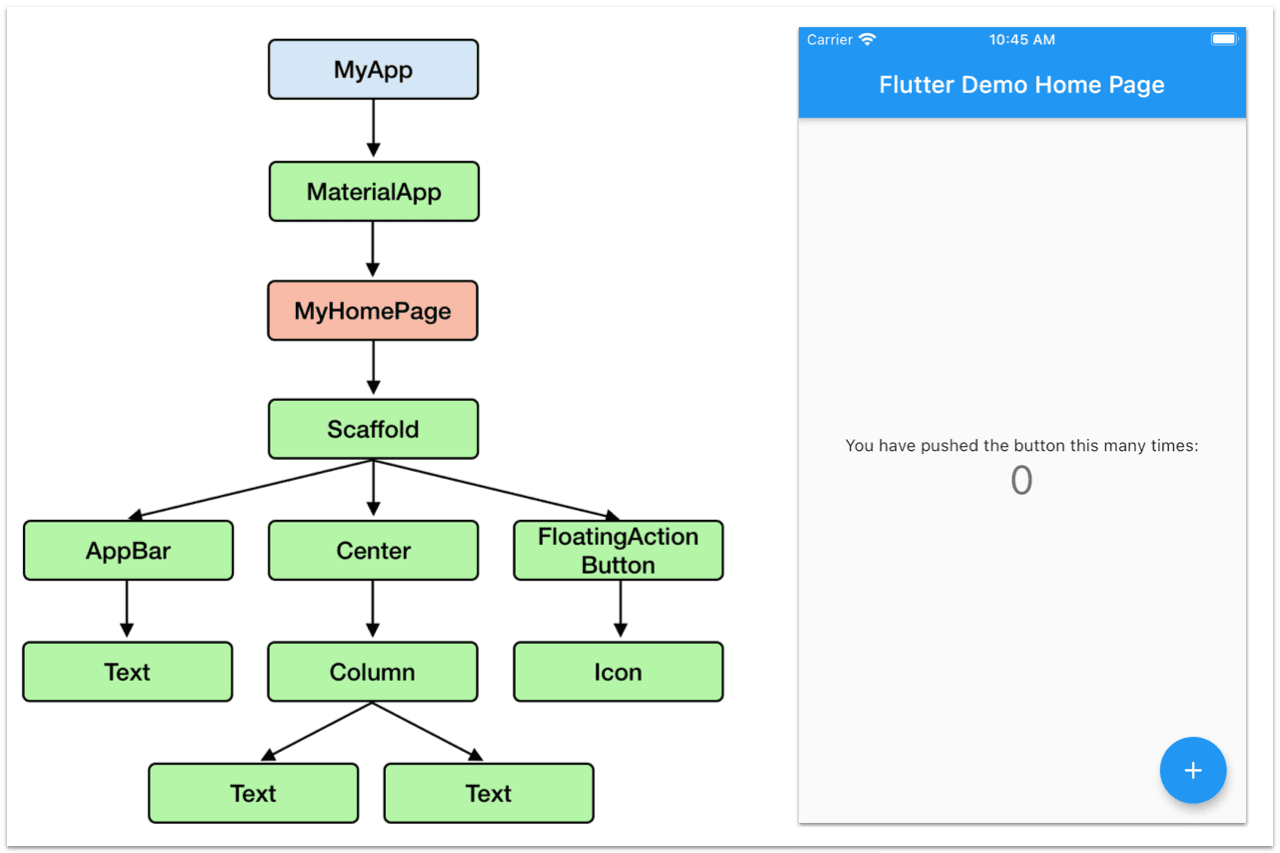 MyApp
MaterialApp
MyHomePage
Scaffold
AppBar
Center
FloatingAction
Button
Text
Column
Icon
Text
Text
Carrier
10:45 AM
Flutter Demo Home Page
You have pushed the button this many times:
0
+